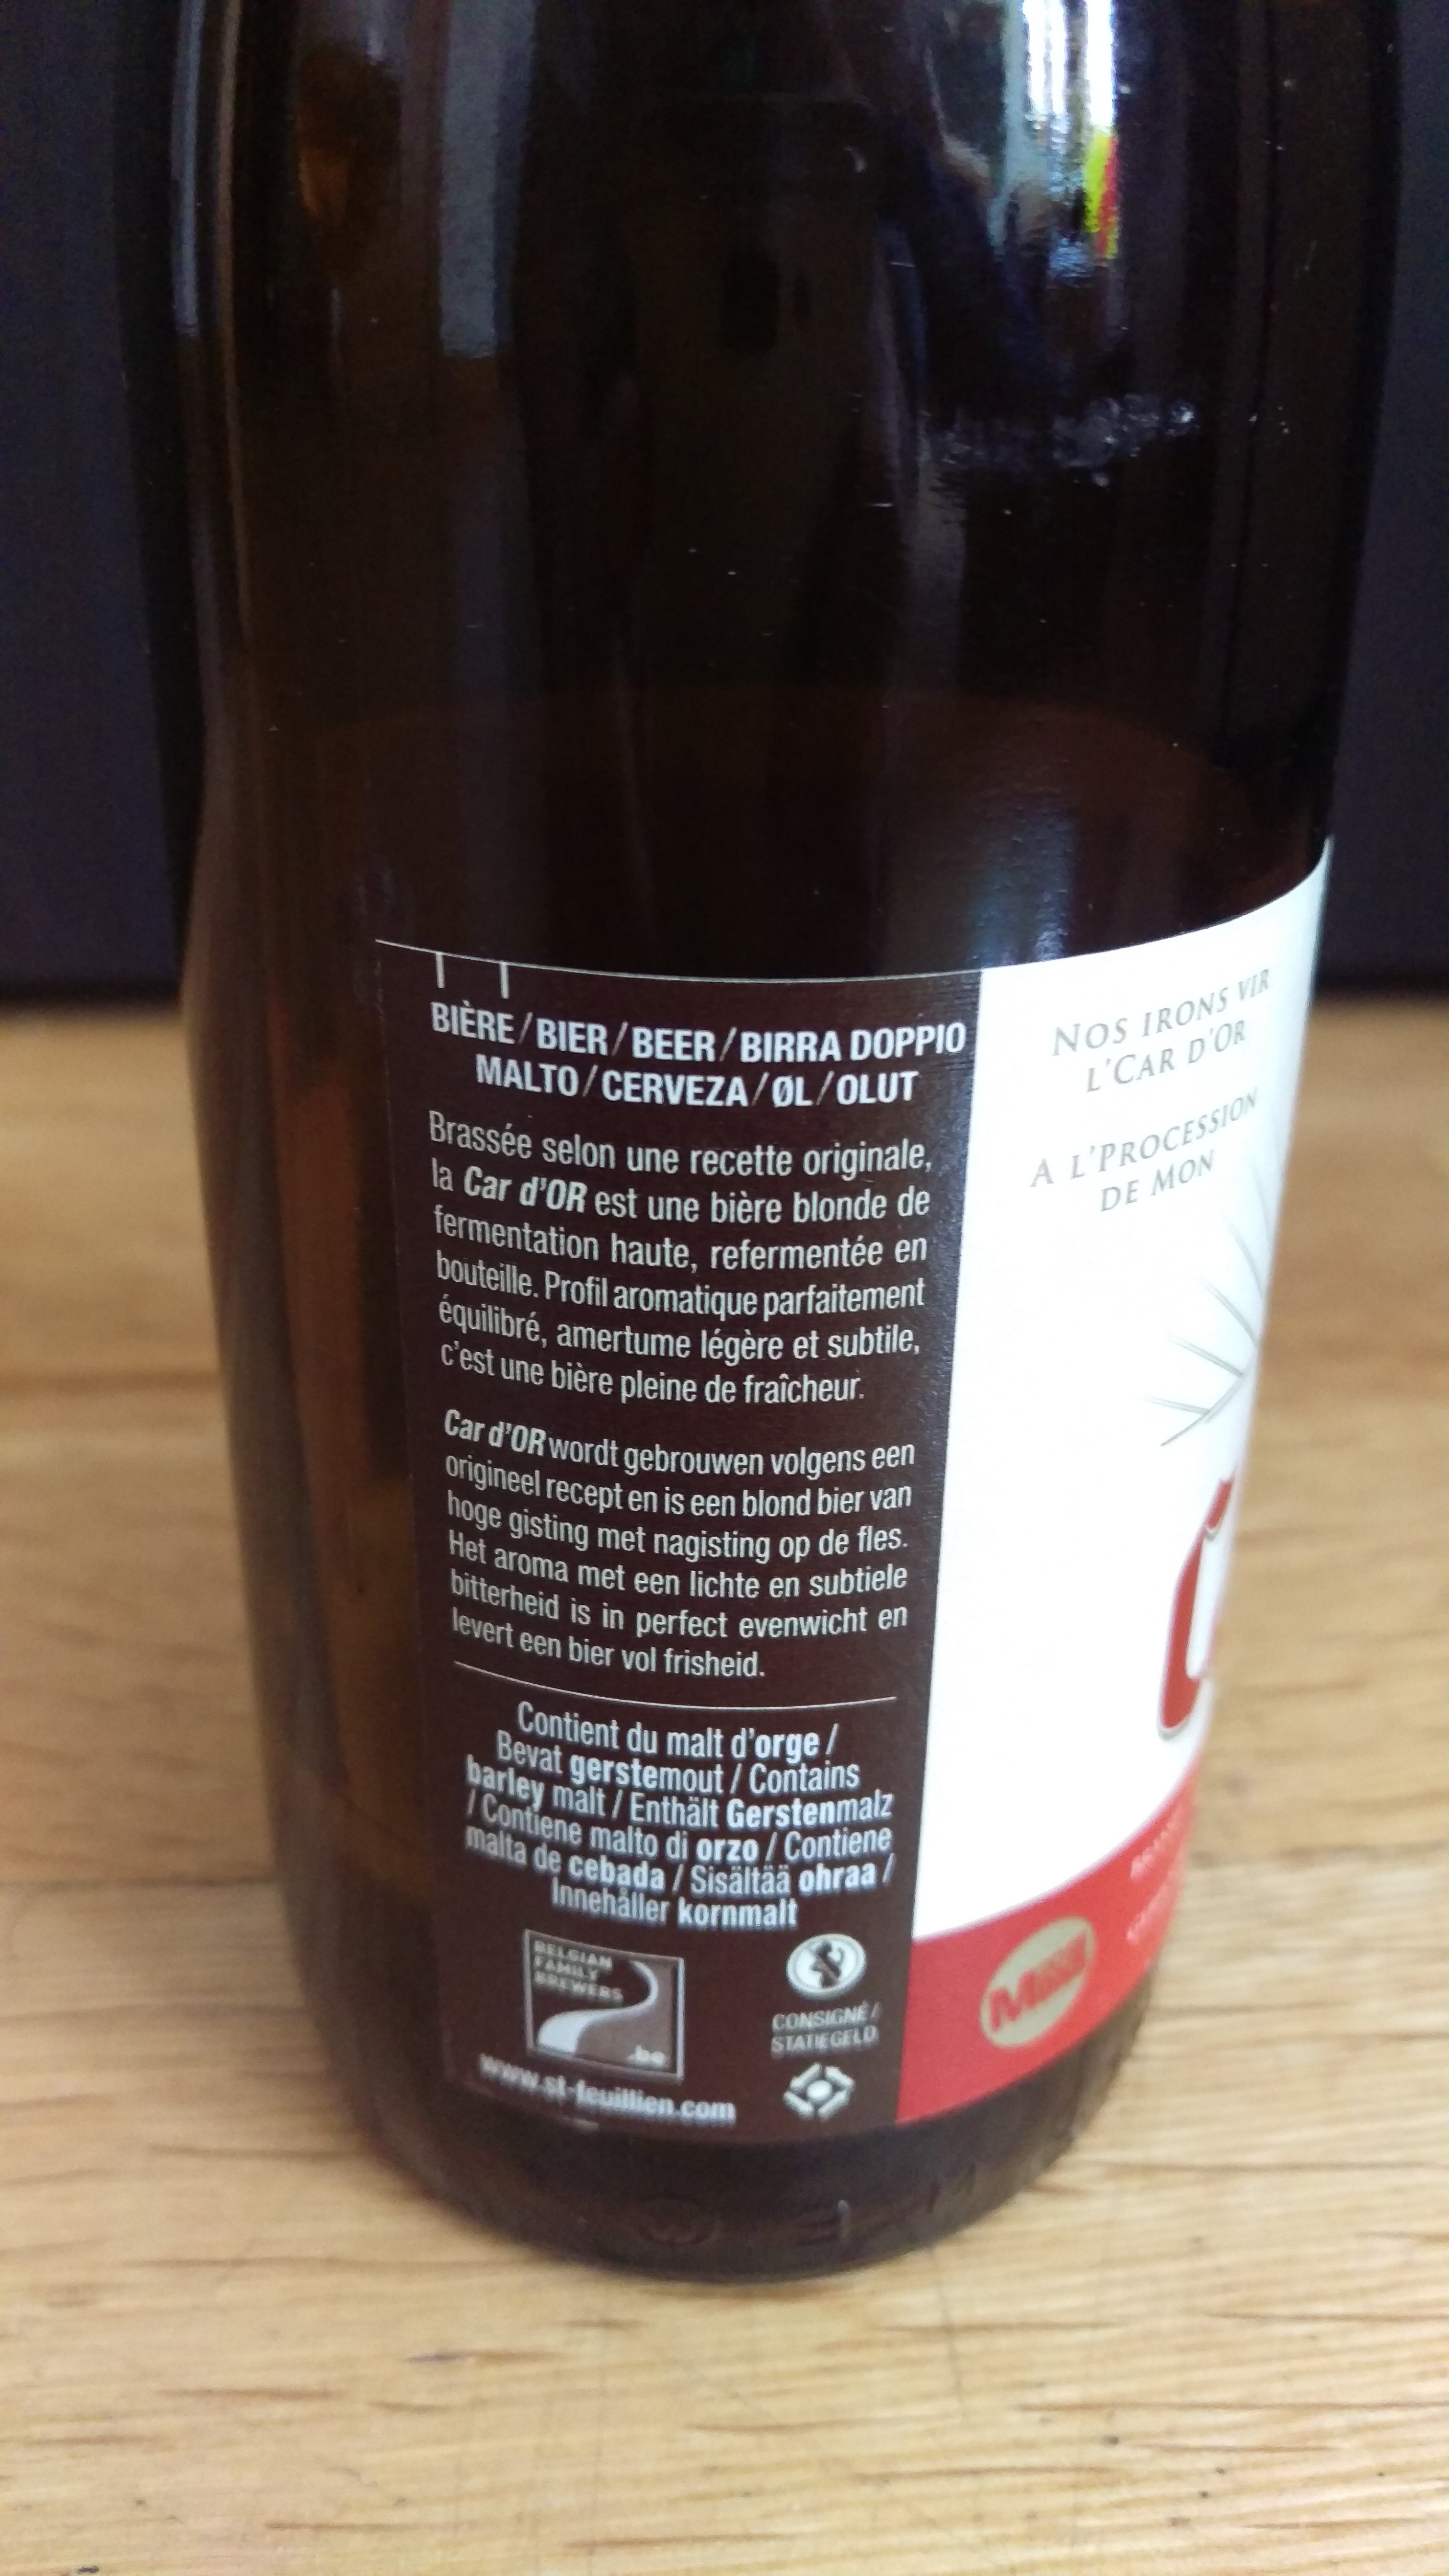 BIÈRE/BIER/BEER/BIRRA DOPPIO
MALTO/CERVEZA/ØL/OLUT
Brassée selon une recette originale,
la Car d'OR est une bière blonde de
fermentation haute, refermentée en
bouteille. Profil aromatique parfaitement
équilibré, amertume légère et subtile,
c'est une bière pleine de fraîcheur.
Car d'OR wordt gebrouwen volgens een
origineel recept en is een blond bier van
hoge gisting met nagisting op de fles.
Het aroma met een lichte en subtiele
bitterheid is in perfect evenwicht en
levert een bier vol frisheid.
Contient du malt d'orge /
Bevat gerstemout / Contains
barley malt / Enthält Gerstenmalz
/ Contiene malto di orzo / Contiene
malta de cebada / Sisältää ohraa /
Innehåller kornmalt
BELGIAN
FAMILY
BREWERS
.be
www.st-feuillien.com
CONSIGNÉ/
STATIEGELD
NOS IRONS VIR
L'CAR D'OR
A L'PROCESSION
DE MON